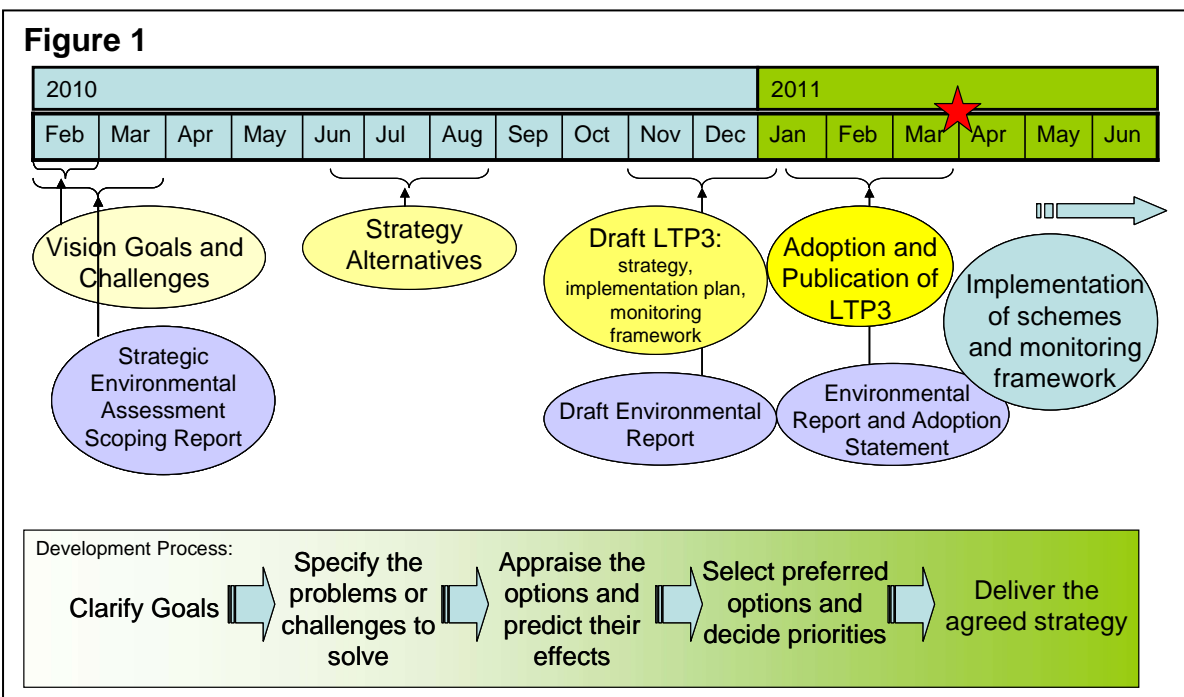 Figure 1
2010 2011
Feb Mar Apr May Jun Jul Aug Sep Oct Nov Dec Jan Feb Mar Apr May Jun
Vision Goals and
Challenges
Strategic
Environmental
Assessment
Scoping Report
Strategy
Alternatives
Draft LTP3:
strategy,
implementation plan,
monitoring
framework
Draft Environmental
Report
Adoption and
Publication of
LTP3
Environmental
Report and Adoption
Statement
Implementation
of schemes
and monitoring
framework
Development Process:
Clarify Goals
Specify the
problems or
challenges to
solve
Appraise the
options and
predict their
effects
Select preferred
options and
decide priorities
Deliver the
agreed strategy